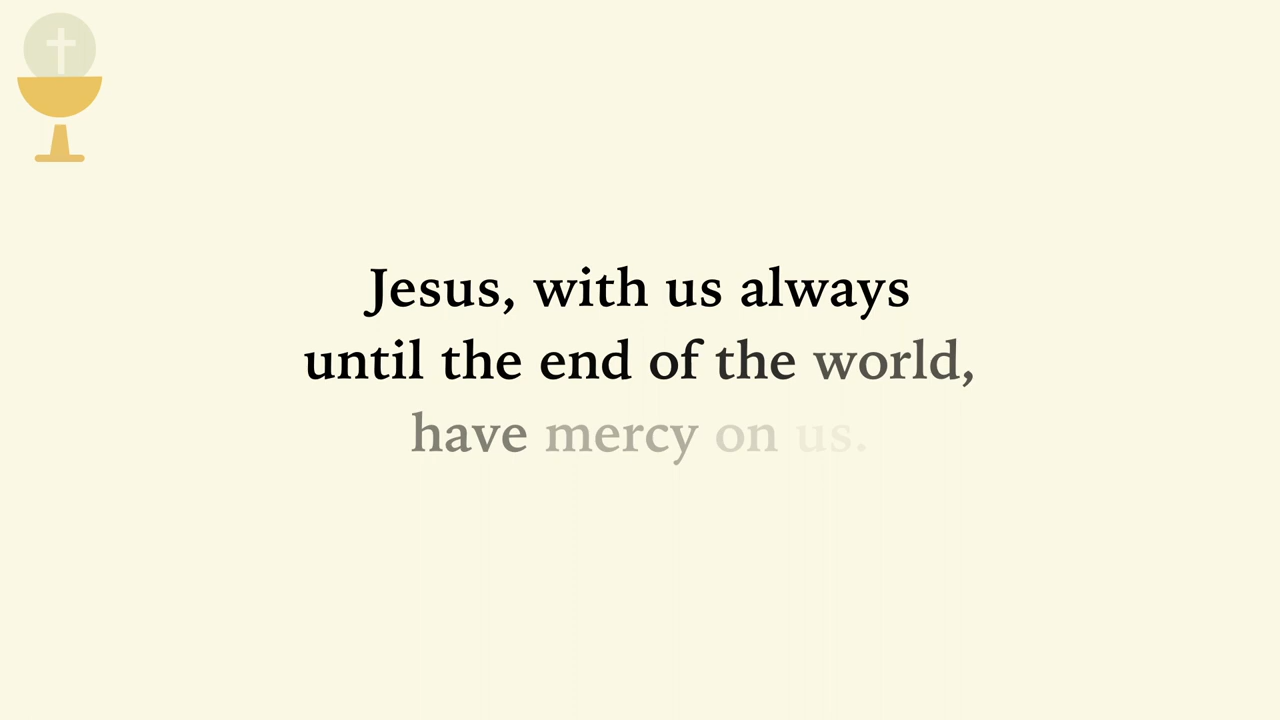 Jesus, with us always
until the end of the world,
have mercy on us.